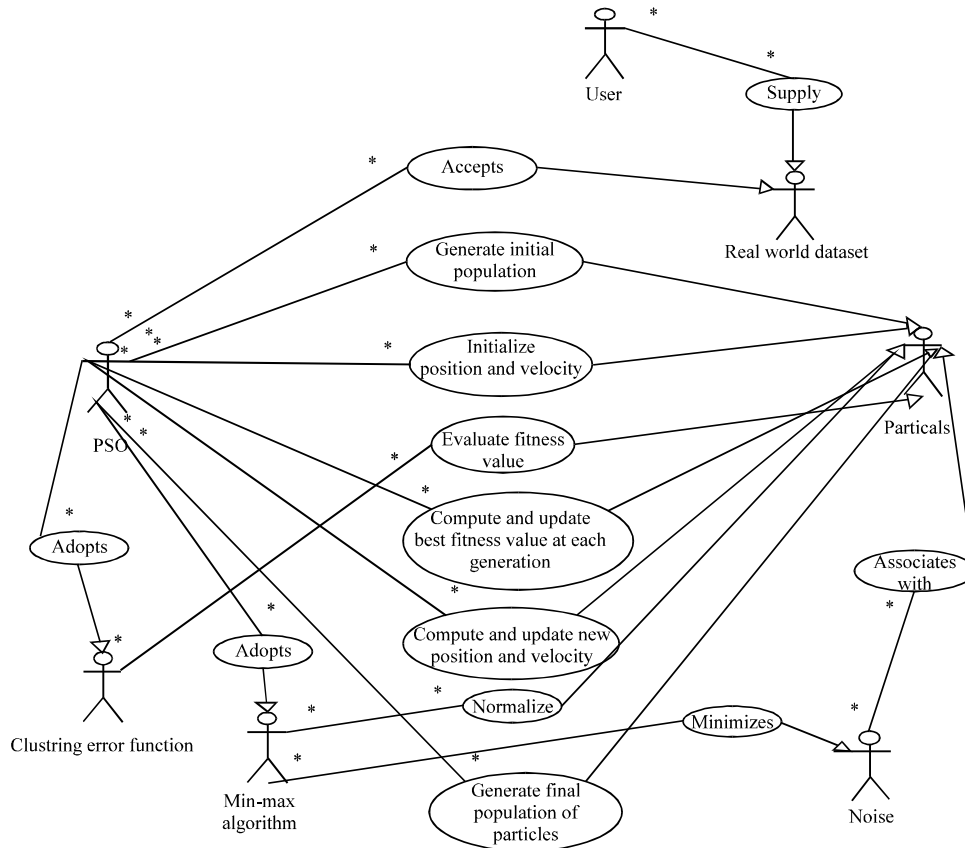 User
Supply
Accepts
Real world dataset
Generate initial
population
Initialize
position and velocity
PSO
Particals
Evaluate fitness
value
Compute and update
best fitness value at each
generation
Adopts
Associates
with
Compute and update new
position and velocity
Adopts
Clustring error function
Normalize
Minimizes
Min-max
algorithm
Generate final
population of
particles
Noise